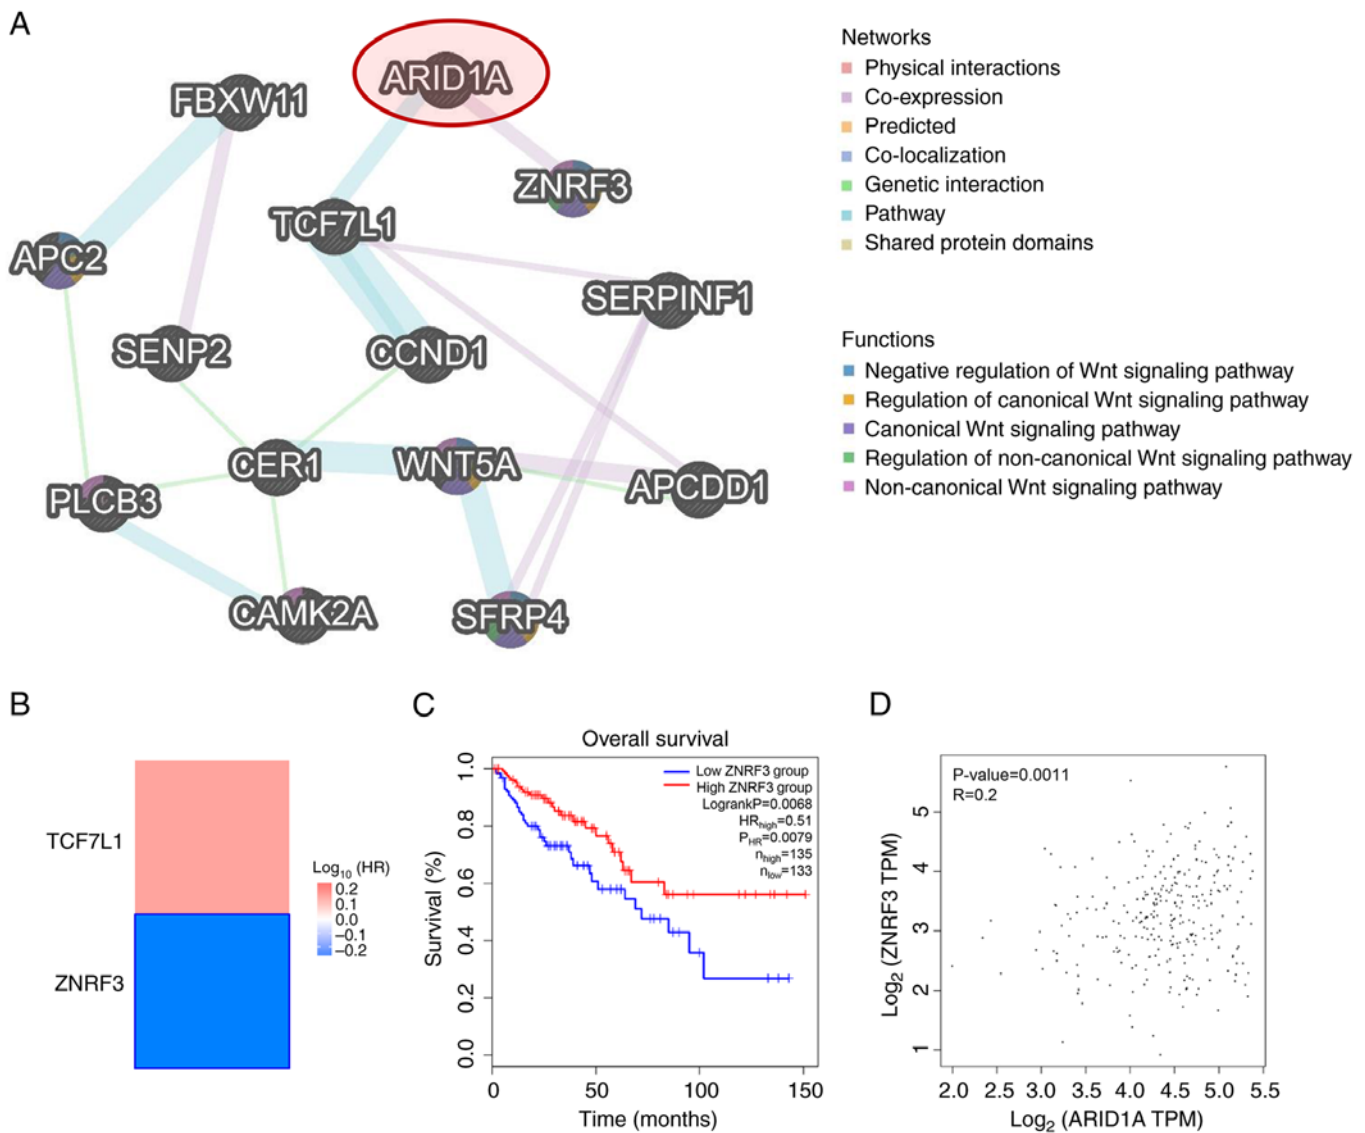 A
ARID1A
FBXW11
ZNRF3
TCF7L1
APC2
SERPINF1
SENP2
CCND1
CER1
WNT5A
APCDD1
PLCB3
CAMK2A
SFRP4
Networks
Physical interactions
Co-expression
Predicted
Co-localization
Genetic interaction
Pathway
Shared protein domains
Functions
Negative regulation of Wnt signaling pathway
Regulation of canonical Wnt signaling pathway
Canonical Wnt signaling pathway
Regulation of non-canonical Wnt signaling pathway
Non-canonical Wnt signaling pathway
B
TCF7L1
ZNRF3
Log10 (HR)
0.2
0.1
0.0
–0.1
–0.2
C
Overall survival
Low ZNRF3 group
High ZNRF3 group
LogrankP=0.0068
HRhigh=0.51
PHR=0.0079
nhigh=135
nlow=133
Survival (%)
1.0
0.8
0.6
0.4
0.2
0.0
0 50 100 150
Time (months)
D
P-value=0.0011
R=0.2
Log2 (ZNRF3 TPM)
5
4
3
2
1
2.0 2.5 3.0 3.5 4.0 4.5 5.0 5.5
Log2 (ARID1A TPM)